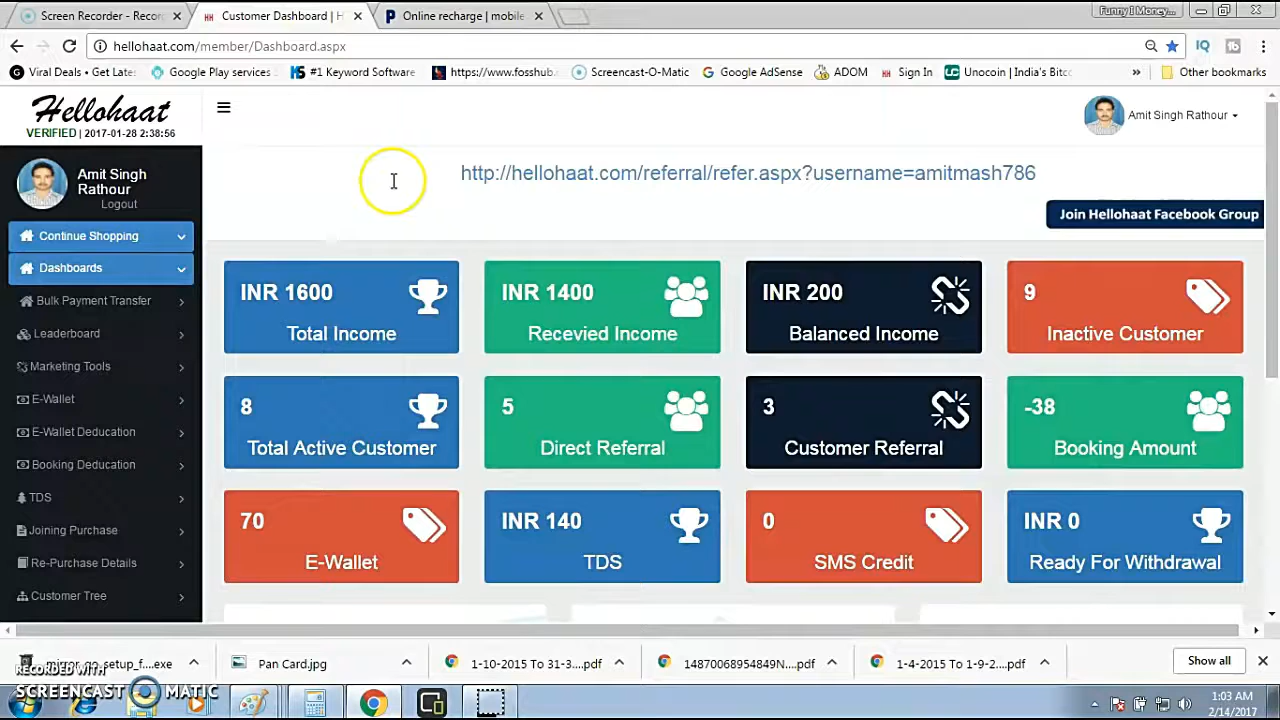 Screen Recorder - Record
Customer Dashboard | H
Online recharge | mobile
Funny I Money...
hellohaat.com/member/Dashboard.aspx
Viral Deals • Get Late
Google Play services
#1 Keyword Software
https://www.fosshub.
Screencast-O-Matic
Google AdSense
ADOM
Sign In
Unocoin | India's Bitc
Other bookmarks
Hellohaat
VERIFIED | 2017-01-28 2:38:56
Amit Singh Rathour
Amit Singh
Rathour
Logout
http://hellohaat.com/referral/refer.aspx?username=amitmash786
Join Hellohaat Facebook Group
Continue Shopping
Dashboards
Bulk Payment Transfer
Leaderboard
Marketing Tools
E-Wallet
E-Wallet Deducation
Booking Deducation
TDS
Joining Purchase
Re-Purchase Details
Customer Tree
INR 1600
Total Income
INR 1400
Recevied Income
INR 200
Balanced Income
9
Inactive Customer
8
Total Active Customer
5
Direct Referral
3
Customer Referral
-38
Booking Amount
70
E-Wallet
INR 140
TDS
0
SMS Credit
INR 0
Ready For Withdrawal
setup_f....exe
Pan Card.jpg
1-10-2015 To 31-3....pdf
14870068954849N....pdf
1-4-2015 To 1-9-2....pdf
Show all
RECORDED WITH
SCREENCAST MATIC
1:03 AM
2/14/2017